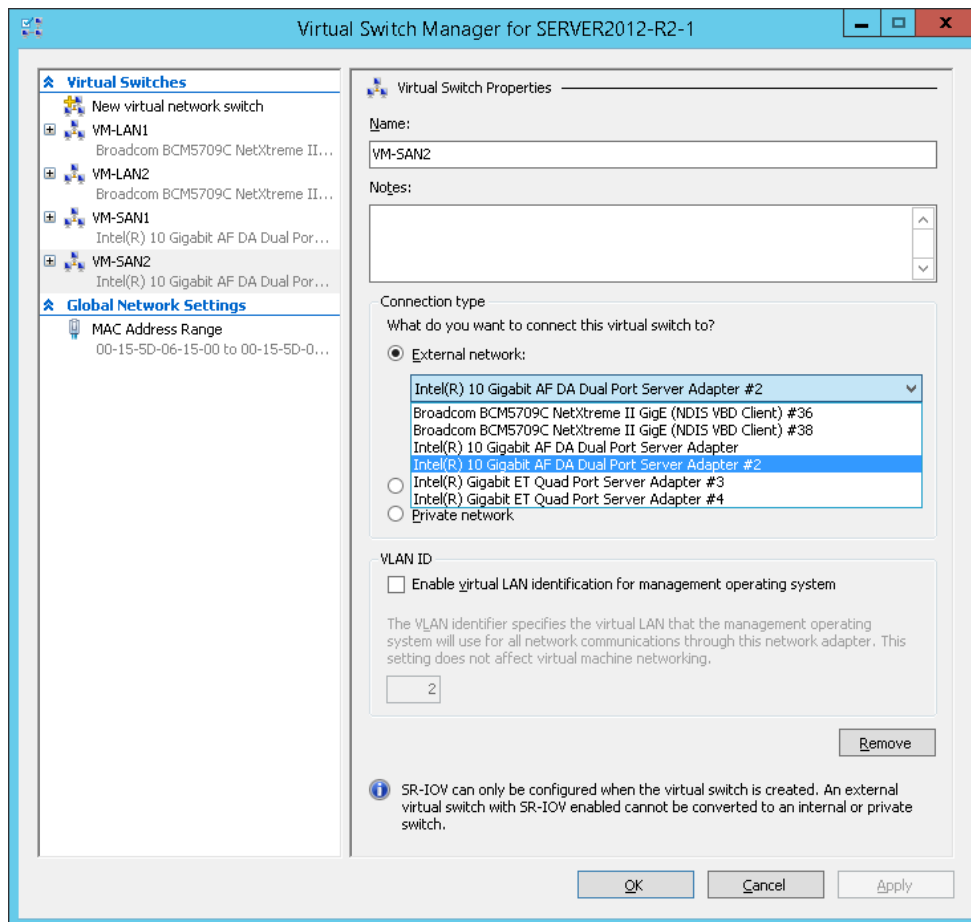 Virtual Switch Manager for SERVER2012-R2-1
Virtual Switches
New virtual network switch
VM-LAN1
Broadcom BCM5709C NetXtreme II...
VM-LAN2
Broadcom BCM5709C NetXtreme II...
VM-SAN1
Intel(R) 10 Gigabit AF DA Dual Por...
VM-SAN2
Intel(R) 10 Gigabit AF DA Dual Por...
Global Network Settings
MAC Address Range
00-15-5D-06-15-00 to 00-15-5D-0...
Virtual Switch Properties
Name:
VM-SAN2
Notes:
Connection type
What do you want to connect this virtual switch to?
External network:
Intel(R) 10 Gigabit AF DA Dual Port Server Adapter #2
Broadcom BCM5709C NetXtreme II GigE (NDIS VBD Client) #36
Broadcom BCM5709C NetXtreme II GigE (NDIS VBD Client) #38
Intel(R) 10 Gigabit AF DA Dual Port Server Adapter
Intel(R) 10 Gigabit AF DA Dual Port Server Adapter #2
Intel(R) Gigabit ET Quad Port Server Adapter #3
Intel(R) Gigabit ET Quad Port Server Adapter #4
Private network
VLAN ID
Enable virtual LAN identification for management operating system
The VLAN identifier specifies the virtual LAN that the management operating
system will use for all network communications through this network adapter. This
setting does not affect virtual machine networking.
2
Remove
SR-IOV can only be configured when the virtual switch is created. An external
virtual switch with SR-IOV enabled cannot be converted to an internal or private
switch.
OK
Cancel
Apply